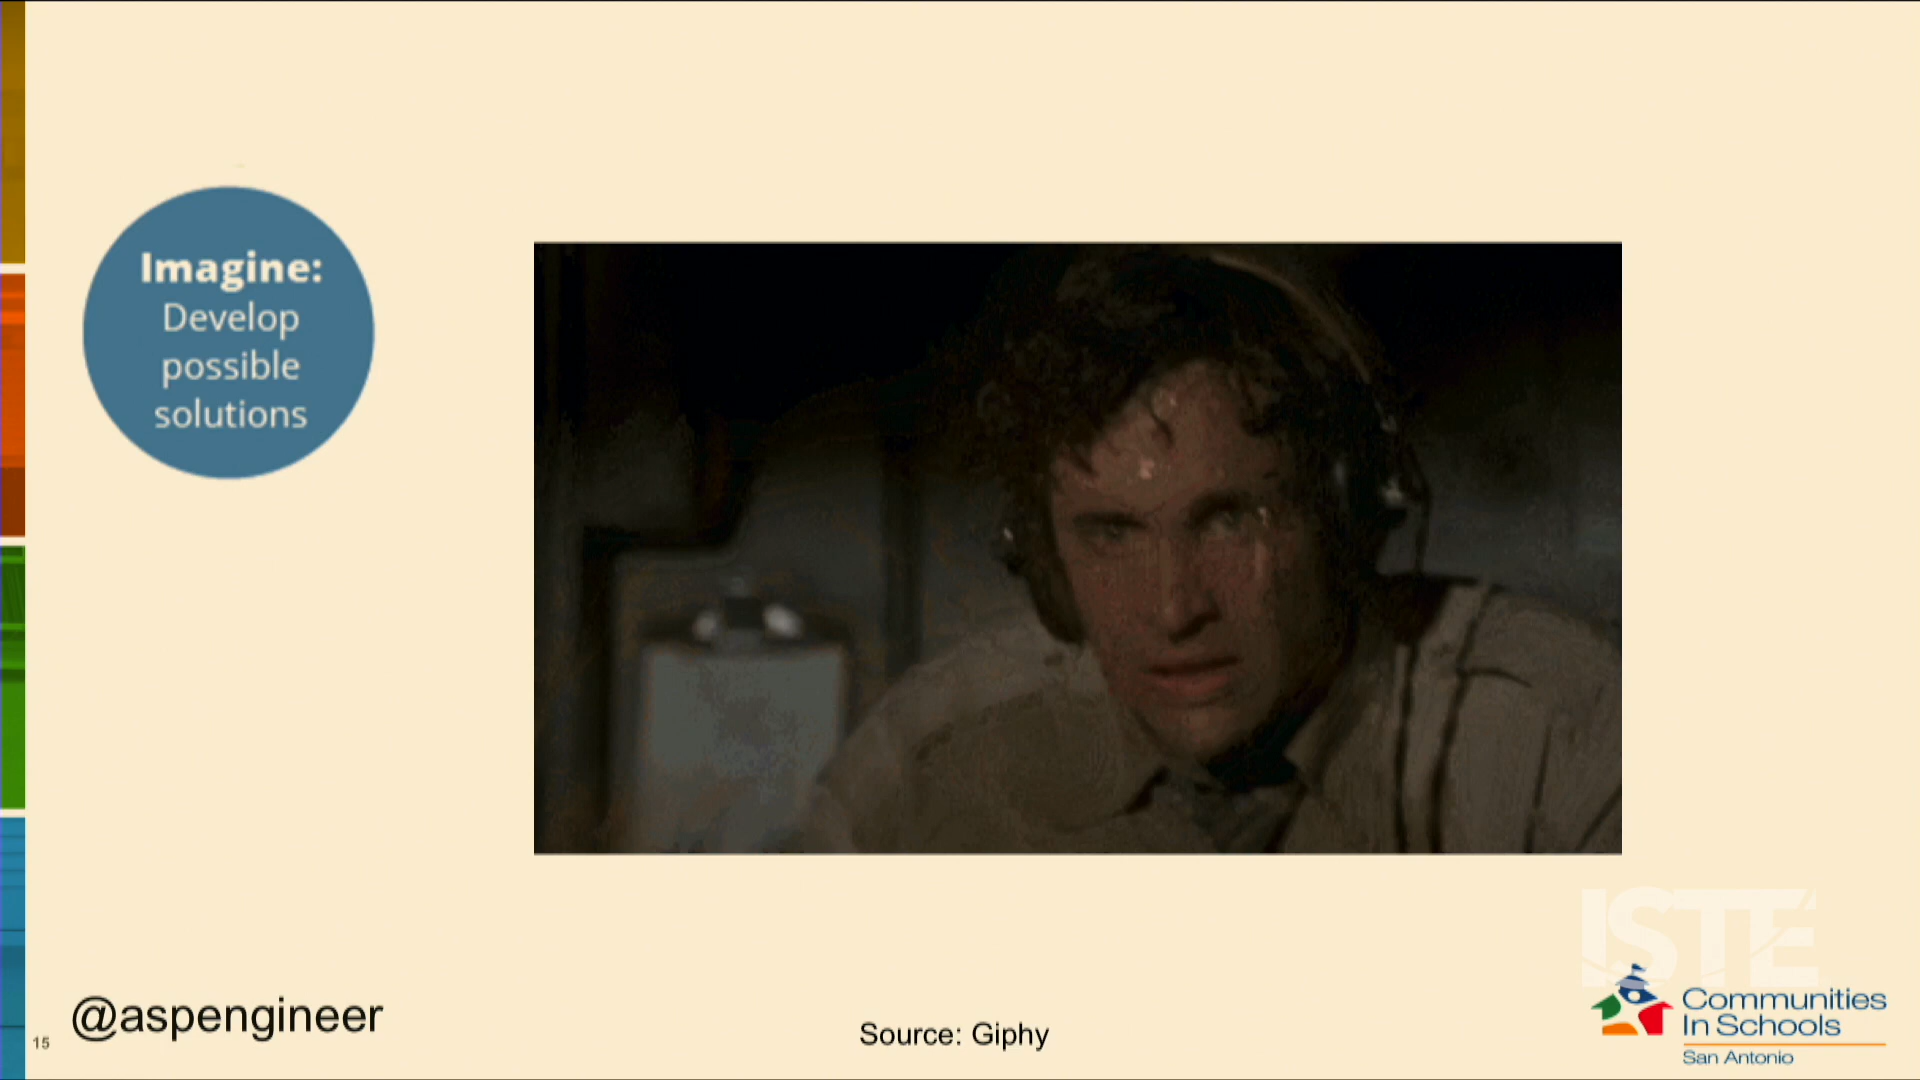 Imagine:
Develop
possible
solutions
ISTE
Communities
In Schools
San Antonio
@aspengineer
Source: Giphy
15